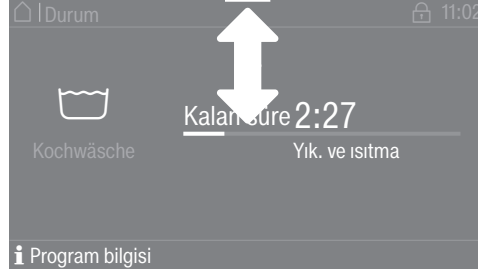 Durum 11:02
Kalan süre 2:27
Kochwäsche
Yık. ve ısıtma
Program bilgisi